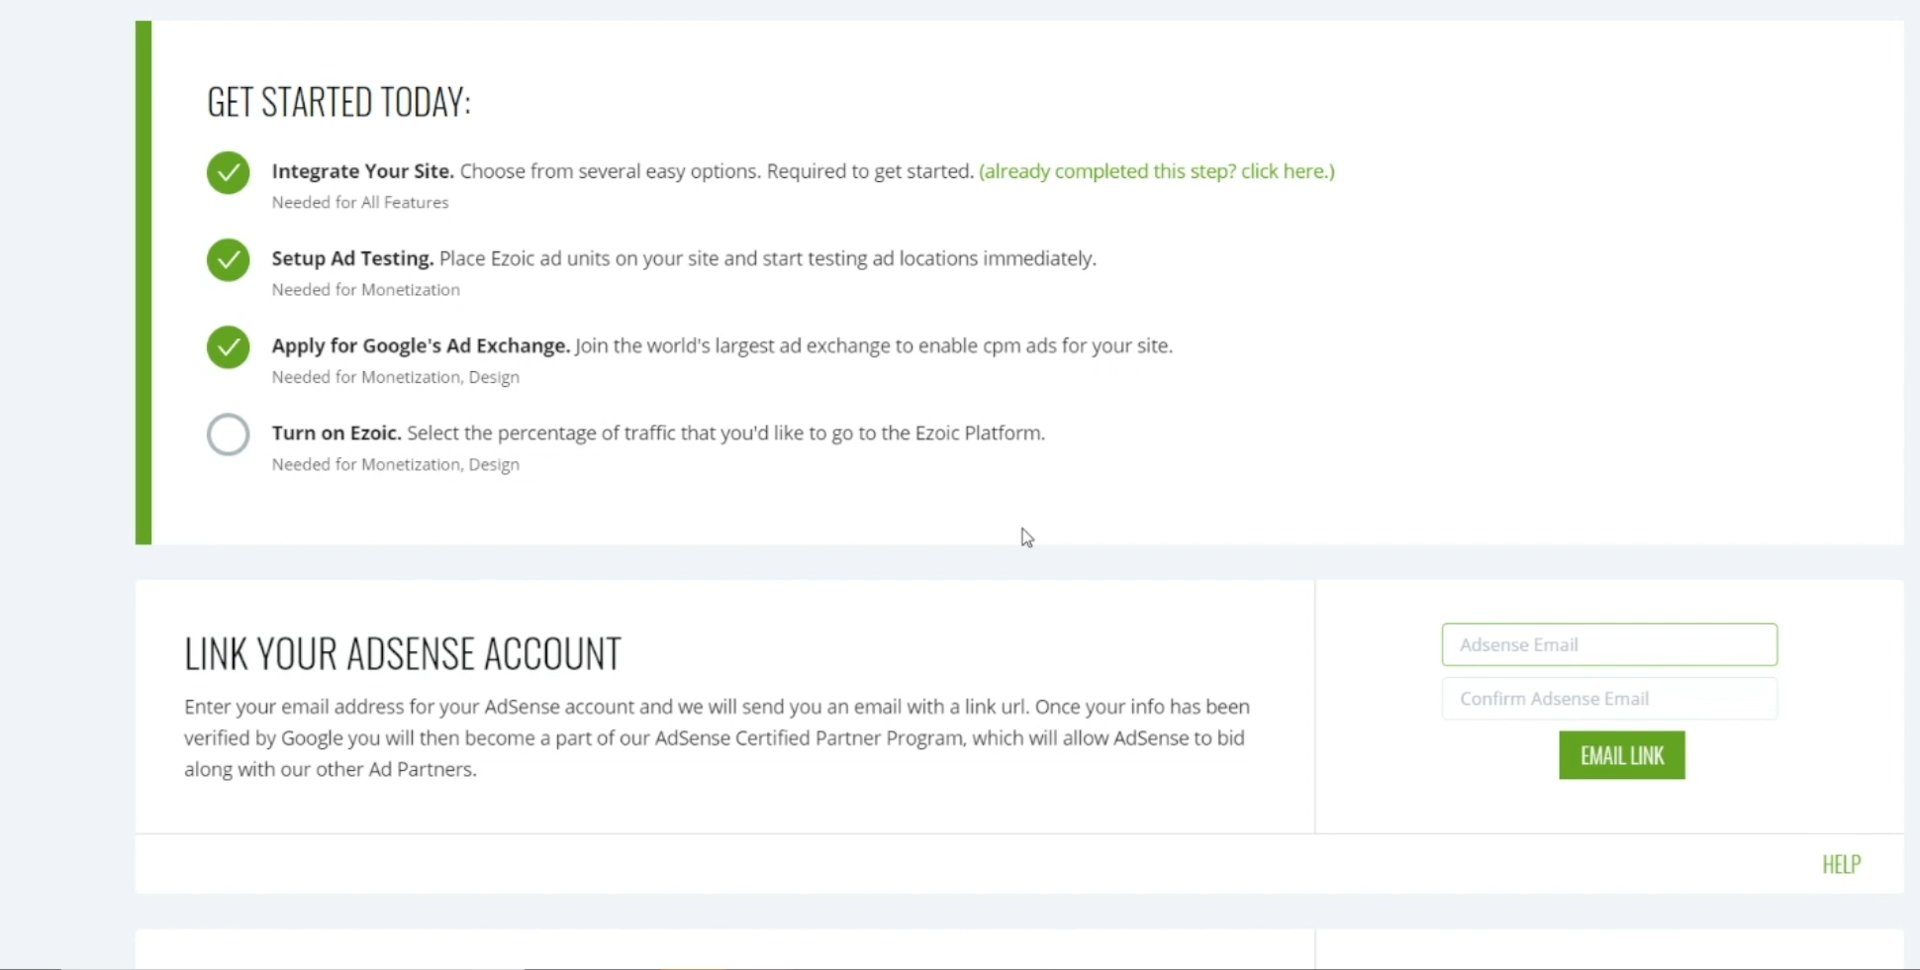 GET STARTED TODAY:
Integrate Your Site. Choose from several easy options. Required to get started. (already completed this step? click here.)
Needed for All Features
Setup Ad Testing. Place Ezoic ad units on your site and start testing ad locations immediately.
Needed for Monetization
Apply for Google's Ad Exchange. Join the world's largest ad exchange to enable cpm ads for your site.
Needed for Monetization, Design
Turn on Ezoic. Select the percentage of traffic that you'd like to go to the Ezoic Platform.
Needed for Monetization, Design
LINK YOUR ADSENSE ACCOUNT
Enter your email address for your AdSense account and we will send you an email with a link url. Once your info has been
verified by Google you will then become a part of our AdSense Certified Partner Program, which will allow AdSense to bid
along with our other Ad Partners.
Adsense Email
Confirm Adsense Email
EMAIL LINK
HELP